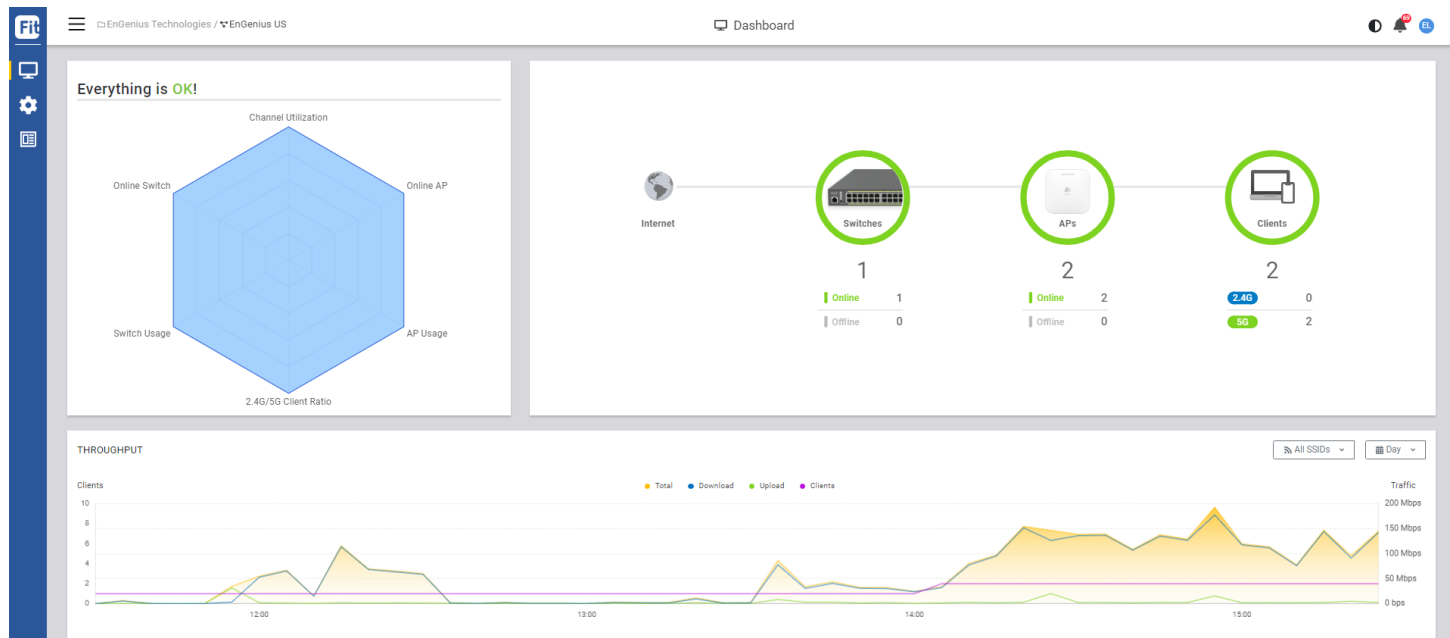 Fit
EnGenius Technologies / EnGenius US
Dashboard
69
EL
Everything is OK!
Channel Utilization
Online Switch
Online AP
Switch Usage
AP Usage
2.4G/5G Client Ratio
Internet
Switches
APs
Clients
1
2
2
Online 1
Online 2
2.4G 0
Offline 0
Offline 0
5G 2
THROUGHPUT
All SSIDs
Day
Clients
Total
Download
Upload
Clients
Traffic
10
8
6
4
2
0
200 Mbps
150 Mbps
100 Mbps
50 Mbps
0 bps
12:00
13:00
14:00
15:00